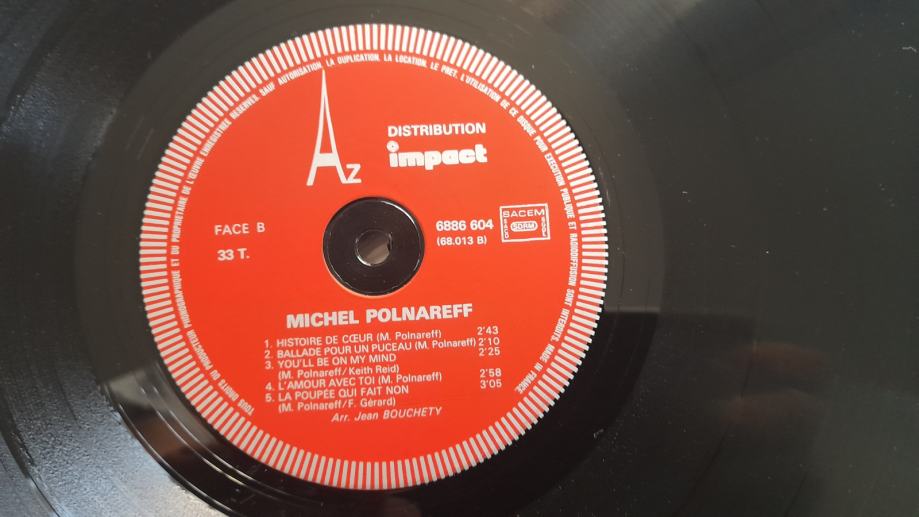 TOUS DROITS DU PRODUCTEUR PHONOGRAPHIQUE ET DU PROPRIETAIRE DE L'ŒUVRE ENREGISTREE RESERVES. SAUF AUTORISATION, LA DUPLICATION, LA LOCATION, LE PRET, L'UTILISATION DE CE DISQUE POUR EXECUTION PUBLIQUE ET RADIODIFFUSION SONT INTERDITS. MADE IN FRANCE.
AZ
DISTRIBUTION
impact
FACE B
33 T.
6886 604
(68.013 B)
SACEM
SDRM
MICHEL POLNAREFF
1. HISTOIRE DE CŒUR (M. Polnareff) 2'43
2. BALLADE POUR UN PUCEAU (M. Polnareff) 2'10
3. YOU'LL BE ON MY MIND 2'25
(M. Polnareff/Keith Reid)
4. L'AMOUR AVEC TOI (M. Polnareff) 2'58
5. LA POUPÉE QUI FAIT NON 3'05
(M. Polnareff/F. Gérard)
Arr. Jean BOUCHETY